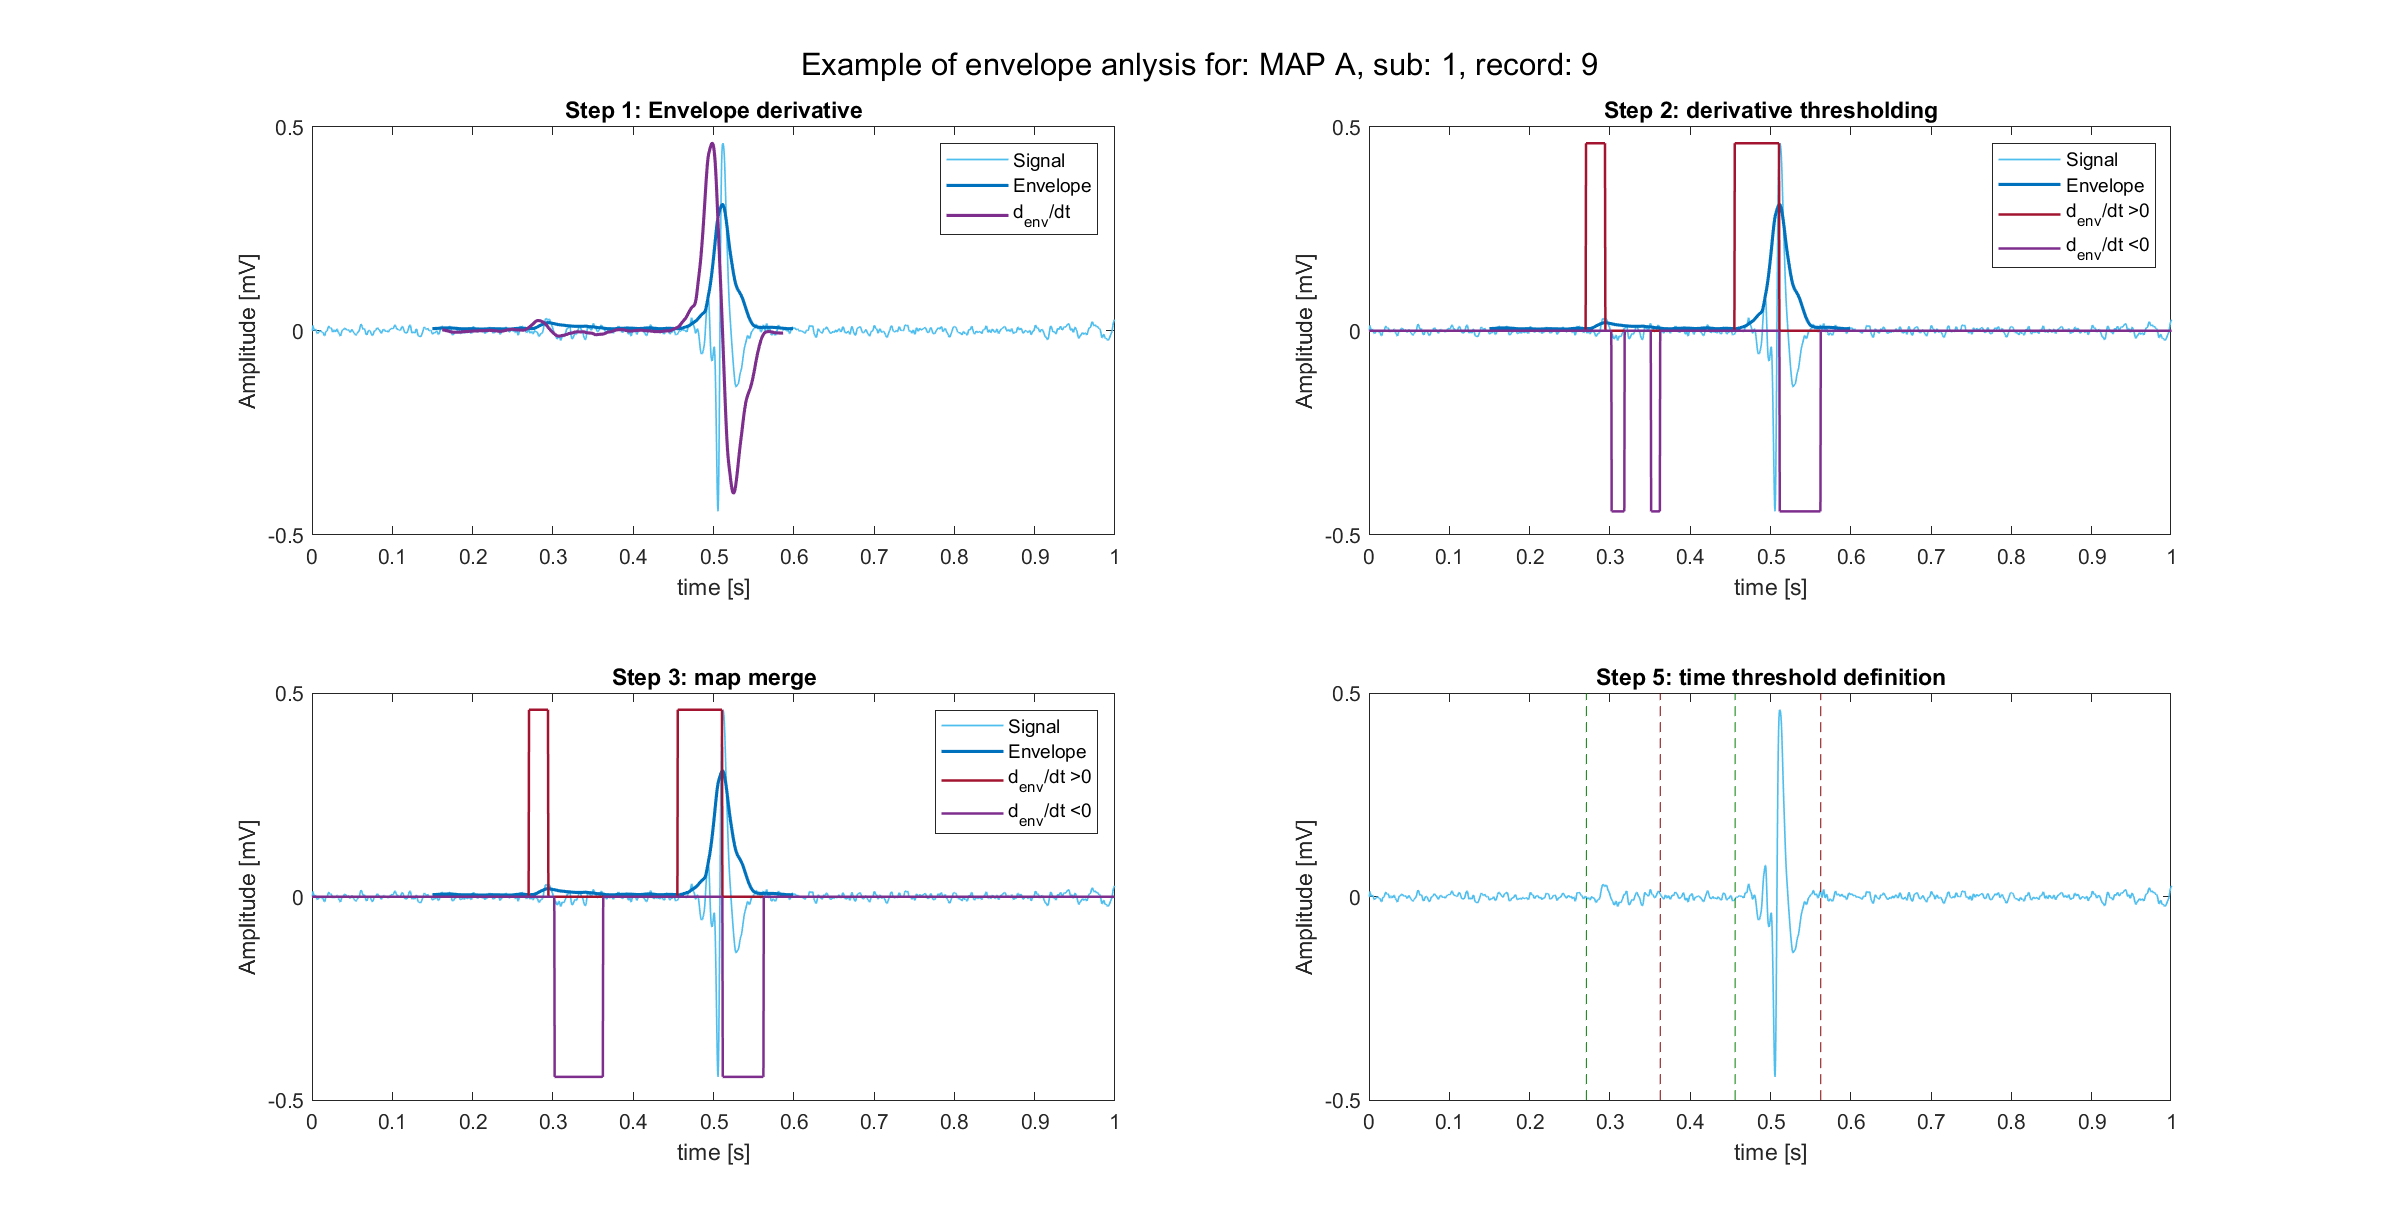 Example of envelope anlysis for: MAP A, sub: 1, record: 9
Step 1: Envelope derivative
0.5
0
-0.5
Amplitude [mV]
Signal
Envelope
d_env/dt
0 0.1 0.2 0.3 0.4 0.5 0.6 0.7 0.8 0.9 1
time [s]
Step 2: derivative thresholding
0.5
0
-0.5
Amplitude [mV]
Signal
Envelope
d_env/dt >0
d_env/dt <0
0 0.1 0.2 0.3 0.4 0.5 0.6 0.7 0.8 0.9 1
time [s]
Step 3: map merge
0.5
0
-0.5
Amplitude [mV]
Signal
Envelope
d_env/dt >0
d_env/dt <0
0 0.1 0.2 0.3 0.4 0.5 0.6 0.7 0.8 0.9 1
time [s]
Step 5: time threshold definition
0.5
0
-0.5
Amplitude [mV]
0 0.1 0.2 0.3 0.4 0.5 0.6 0.7 0.8 0.9 1
time [s]